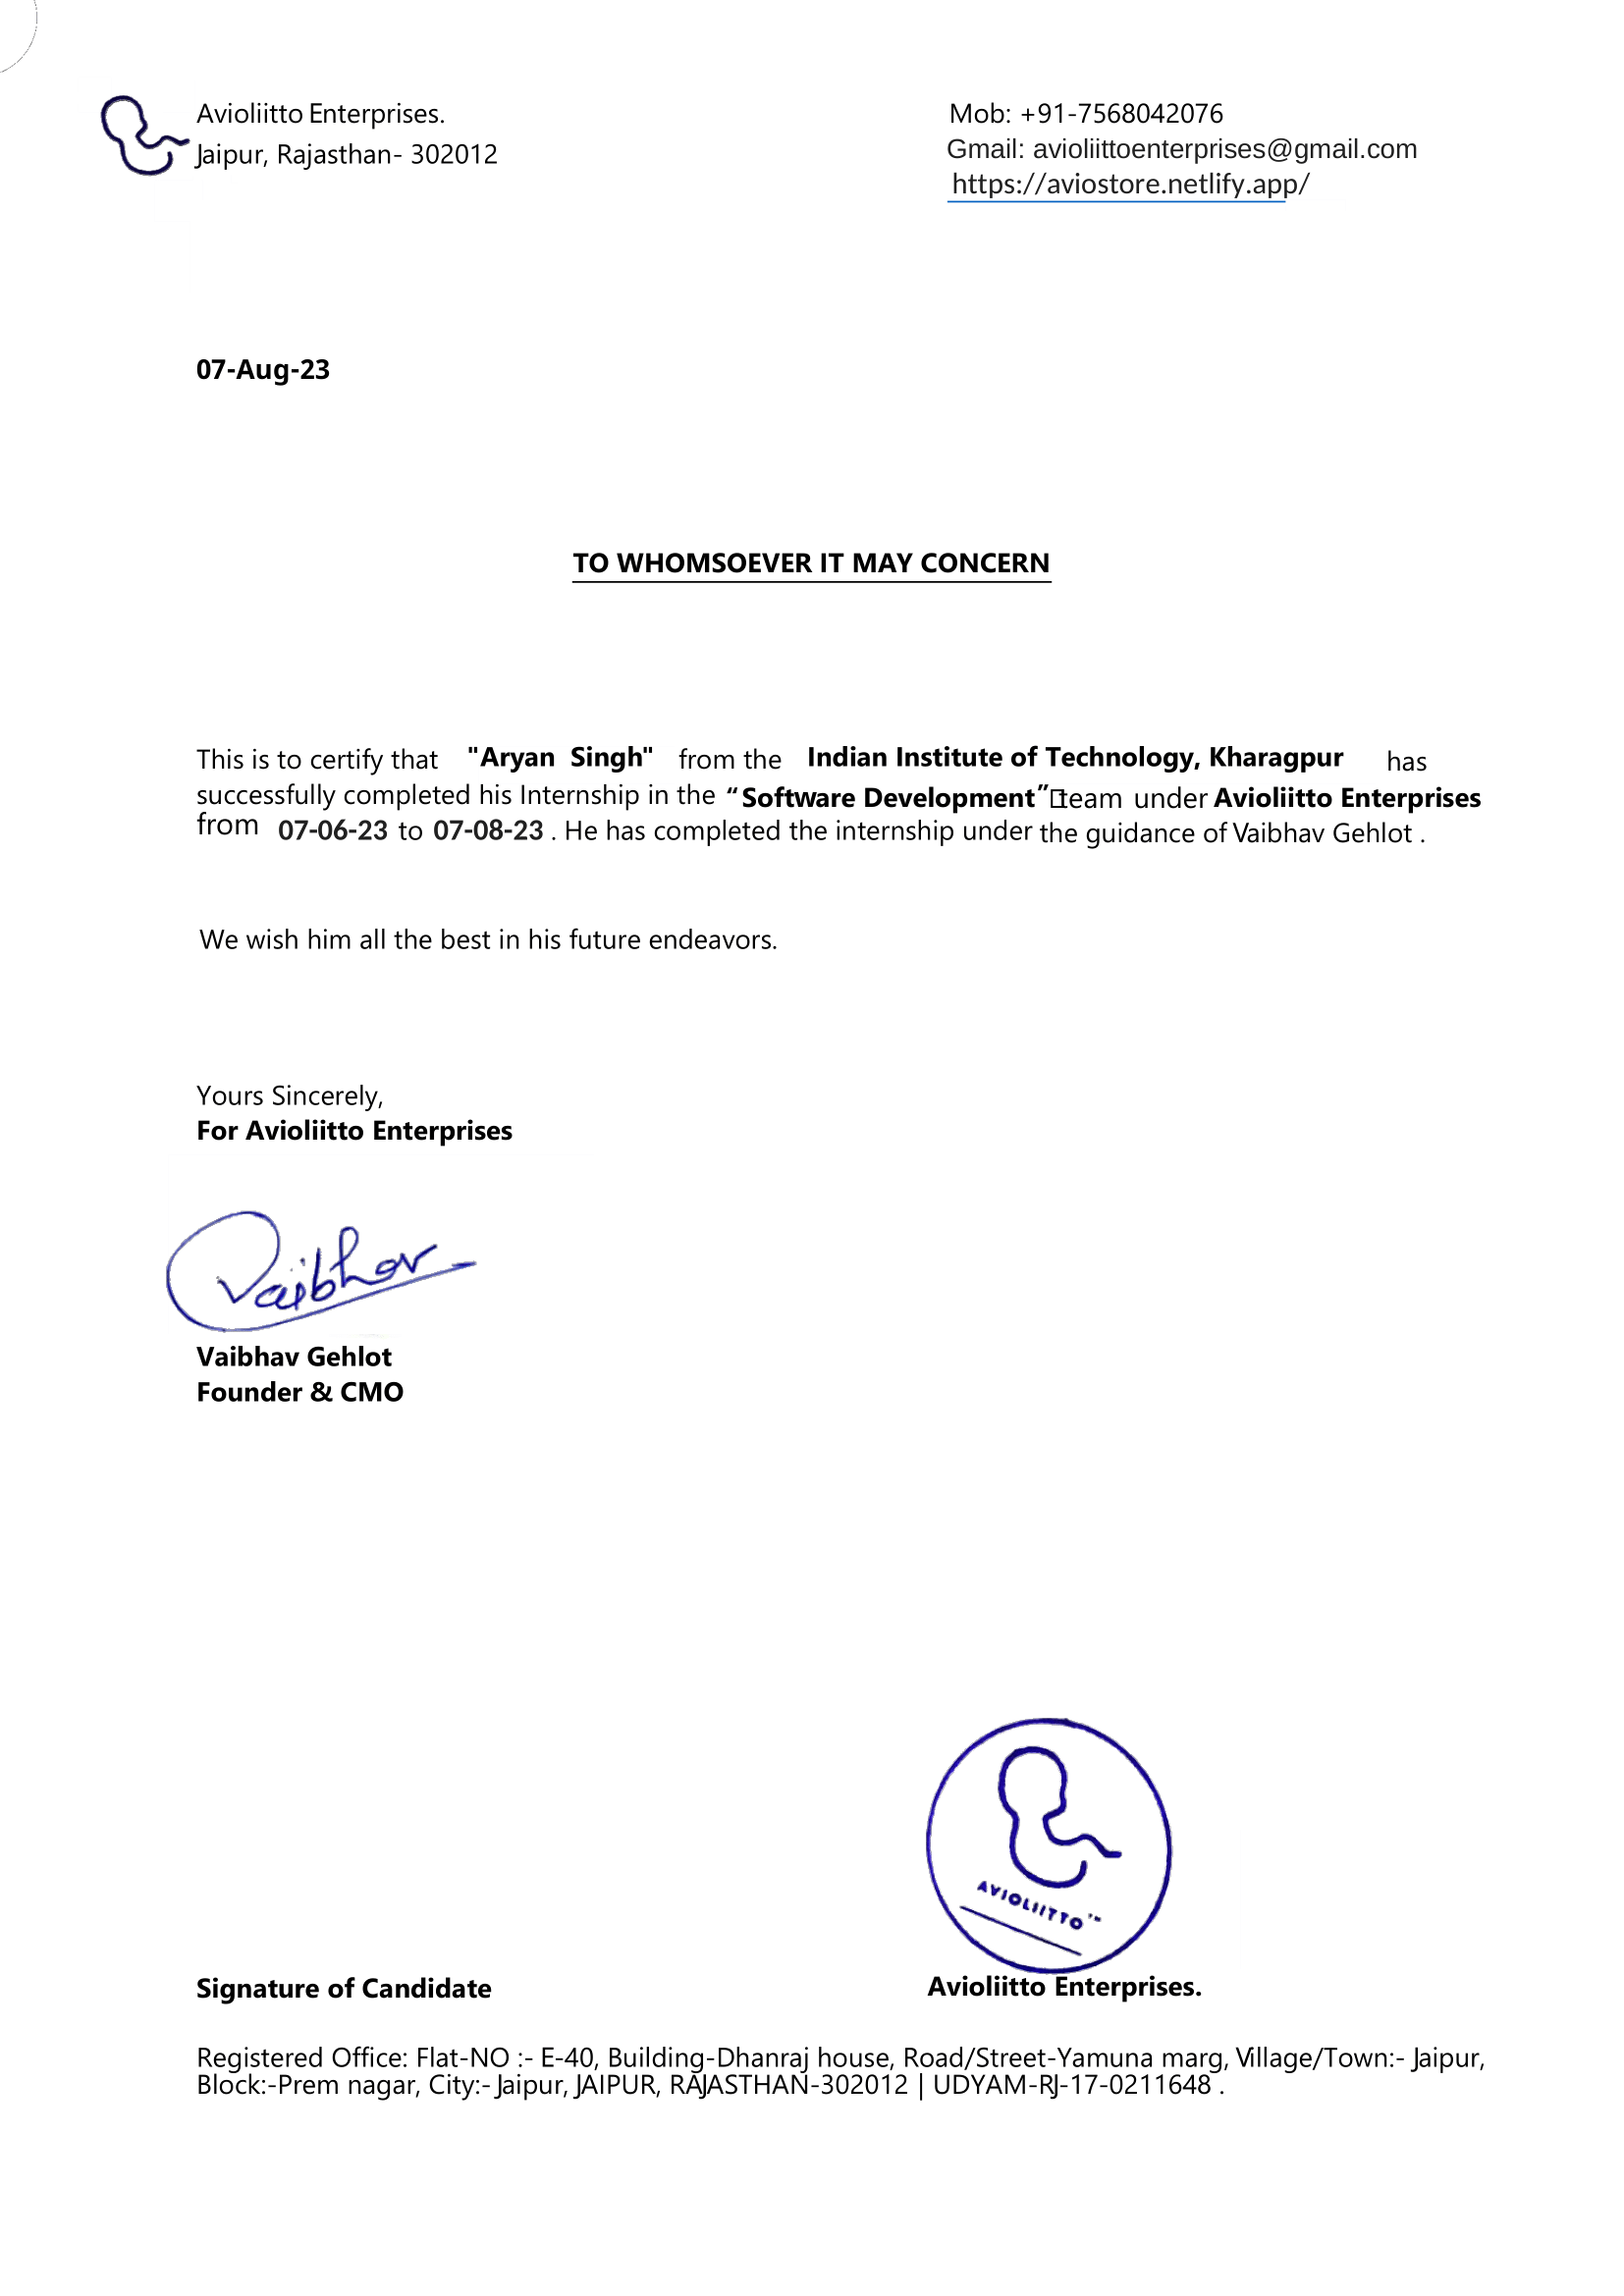 Avioliitto Enterprises.
Jaipur, Rajasthan- 302012
Mob: +91-7568042076
Gmail: avioliittoenterprises@gmail.com
https://aviostore.netlify.app/
07-Aug-23
TO WHOMSOEVER IT MAY CONCERN
This is to certify that "Aryan Singh" from the Indian Institute of Technology, Kharagpur has
successfully completed his Internship in the “Software Development” team under Avioliitto Enterprises
from 07-06-23 to 07-08-23 . He has completed the internship under the guidance of Vaibhav Gehlot .
We wish him all the best in his future endeavors.
Yours Sincerely,
For Avioliitto Enterprises
Vaibhav
Vaibhav Gehlot
Founder & CMO
AVIOLIITTO™
Signature of Candidate
Avioliitto Enterprises.
Registered Office: Flat-NO :- E-40, Building-Dhanraj house, Road/Street-Yamuna marg, Village/Town:- Jaipur,
Block:-Prem nagar, City:- Jaipur, JAIPUR, RAJASTHAN-302012 | UDYAM-RJ-17-0211648 .